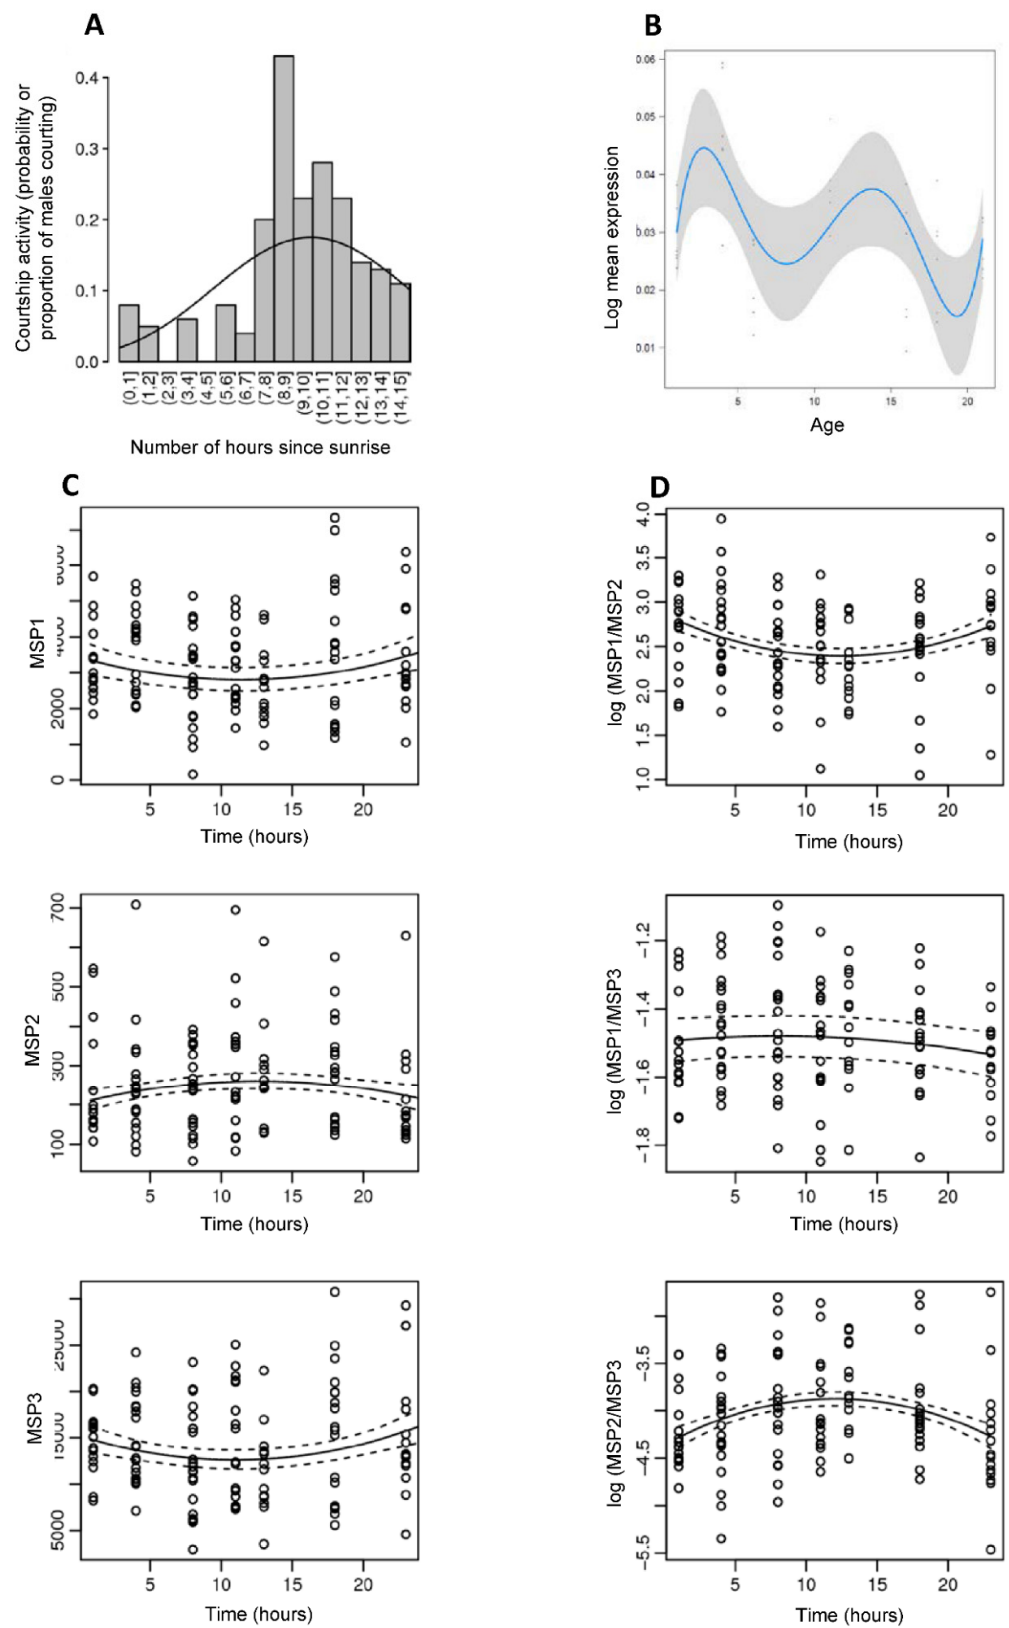 A
Courtship activity (probability or
proportion of males courting)
0.4
0.3
0.2
0.1
0.0
(0,1]
(1,2]
(2,3]
(3,4]
(4,5]
(5,6]
(6,7]
(7,8]
(8,9]
(9,10]
(10,11]
(11,12]
(12,13]
(13,14]
(14,15]
Number of hours since sunrise
B
Log mean expression
0.06
0.05
0.04
0.03
0.02
0.01
5 10 15 20
Age
C
MSP1
4000
2000
0
5 10 15 20
Time (hours)
D
log (MSP1/MSP2
4.0
3.5
3.0
2.5
2.0
1.5
1.0
5 10 15 20
Time (hours)
MSP2
700
500
300
100
5 10 15 20
Time (hours)
log (MSP1/MSP3
−1.2
−1.4
−1.6
−1.8
5 10 15 20
Time (hours)
MSP3
25000
15000
5000
5 10 15 20
Time (hours)
log (MSP2/MSP3
−3.5
−4.5
−5.5
5 10 15 20
Time (hours)